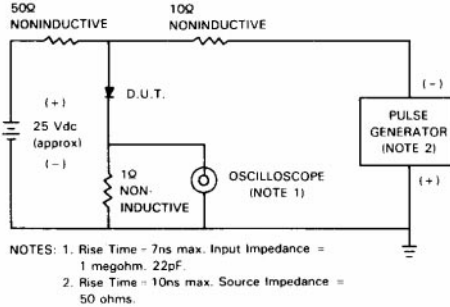 50Ω
NONINDUCTIVE
10Ω
NONINDUCTIVE
D.U.T.
(+)
25 Vdc
(approx)
(-)
1Ω
NON-
INDUCTIVE
OSCILLOSCOPE
(NOTE 1)
(-)
PULSE
GENERATOR
(NOTE 2)
(+)
NOTES: 1. Rise Time - 7ns max. Input Impedance =
1 megohm. 22pF.
2. Rise Time - 10ns max. Source Impedance =
50 ohms.